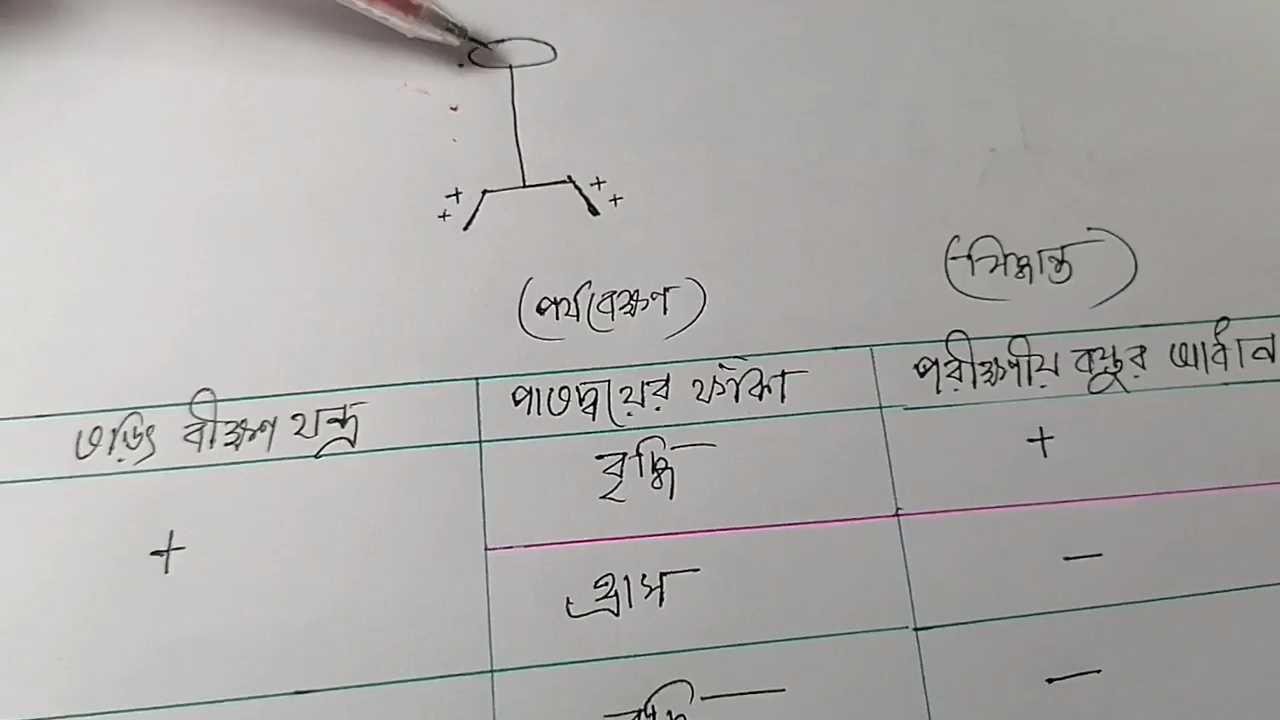 + +
+ +
(পর্যবেক্ষণ) (সিদ্ধান্ত)
তড়িৎ বীক্ষণ যন্ত্র পাতদ্বয়ের ফাঁকা পরীক্ষণীয় বস্তুর আধান
+ বৃদ্ধি +
হ্রাস −
বৃদ্ধি −